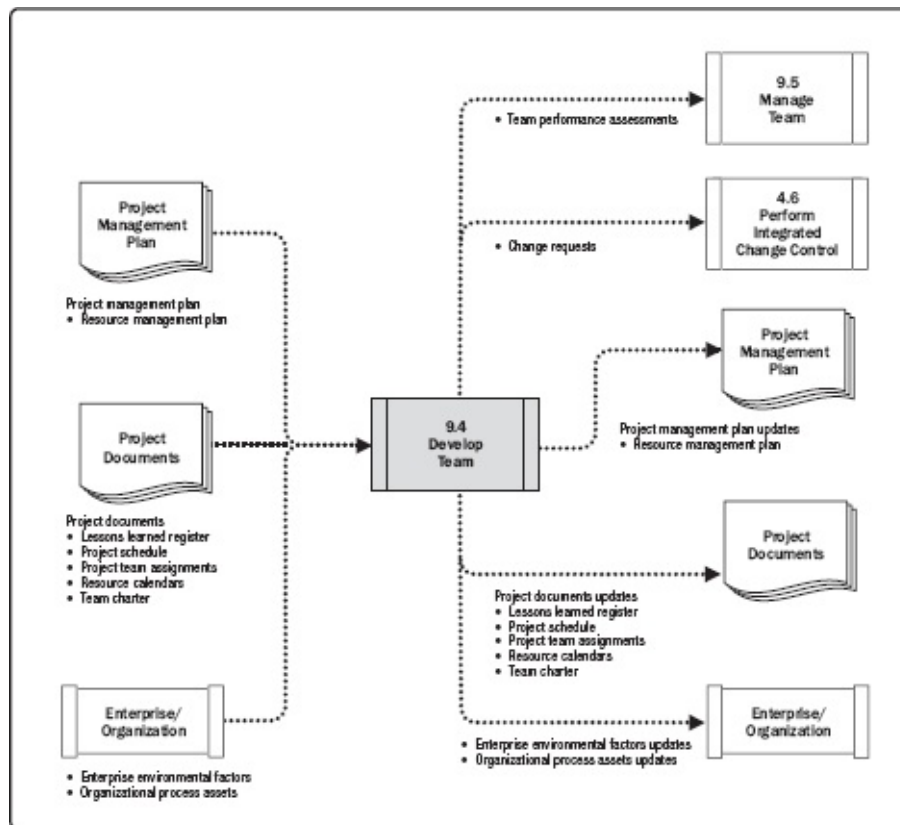 9.5
Manage
Team
• Team performance assessments
4.6
Perform
Integrated
Change Control
• Change requests
Project
Management
Plan
Project management plan
• Resource management plan
Project
Management
Plan
Project management plan updates
• Resource management plan
9.4
Develop
Team
Project
Documents
Project documents
• Lessons learned register
• Project schedule
• Project team assignments
• Resource calendars
• Team charter
Project
Documents
Project documents updates
• Lessons learned register
• Project schedule
• Project team assignments
• Resource calendars
• Team charter
Enterprise/
Organization
• Enterprise environmental factors
• Organizational process assets
Enterprise/
Organization
• Enterprise environmental factors updates
• Organizational process assets updates